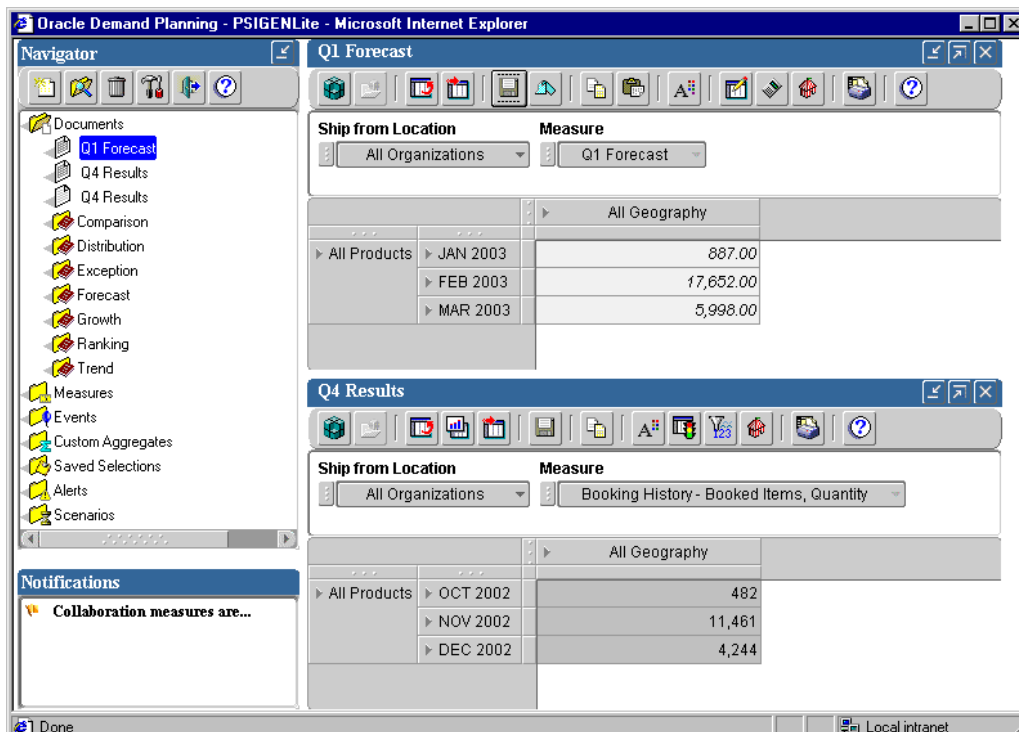 Oracle Demand Planning - PSIGENLite - Microsoft Internet Explorer
Navigator
Documents
Q1 Forecast
Q4 Results
Q4 Results
Comparison
Distribution
Exception
Forecast
Growth
Ranking
Trend
Measures
Events
Custom Aggregates
Saved Selections
Alerts
Scenarios
Notifications
Collaboration measures are...
Q1 Forecast
Ship from Location Measure
All Organizations Q1 Forecast
All Geography
All Products JAN 2003 887.00
FEB 2003 17,652.00
MAR 2003 5,998.00
Q4 Results
Ship from Location Measure
All Organizations Booking History - Booked Items, Quantity
All Geography
All Products OCT 2002 482
NOV 2002 11,461
DEC 2002 4,244
Done Local intranet